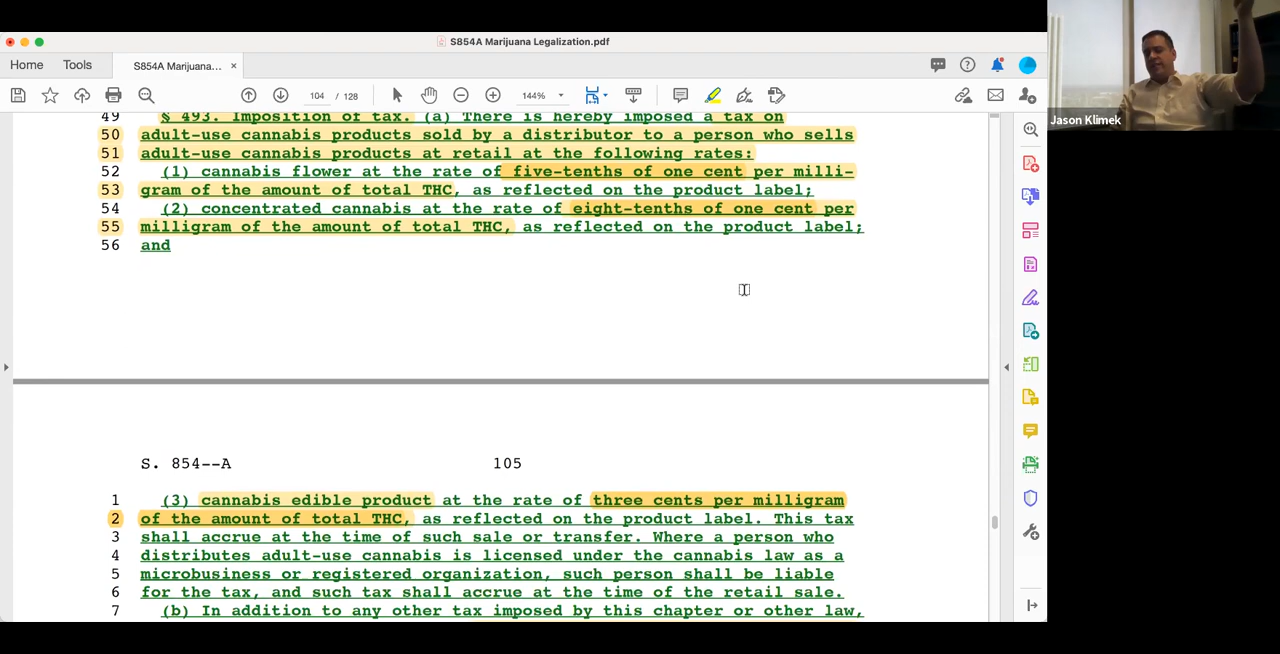 S854A Marijuana Legalization.pdf
Home Tools S854A Marijuana... ×
104 / 128 144%
Jason Klimek
49 § 493. Imposition of tax. (a) There is hereby imposed a tax on
50 adult-use cannabis products sold by a distributor to a person who sells
51 adult-use cannabis products at retail at the following rates:
52 (1) cannabis flower at the rate of five-tenths of one cent per milli-
53 gram of the amount of total THC, as reflected on the product label;
54 (2) concentrated cannabis at the rate of eight-tenths of one cent per
55 milligram of the amount of total THC, as reflected on the product label;
56 and
S. 854--A 105
1 (3) cannabis edible product at the rate of three cents per milligram
2 of the amount of total THC, as reflected on the product label. This tax
3 shall accrue at the time of such sale or transfer. Where a person who
4 distributes adult-use cannabis is licensed under the cannabis law as a
5 microbusiness or registered organization, such person shall be liable
6 for the tax, and such tax shall accrue at the time of the retail sale.
7 (b) In addition to any other tax imposed by this chapter or other law,